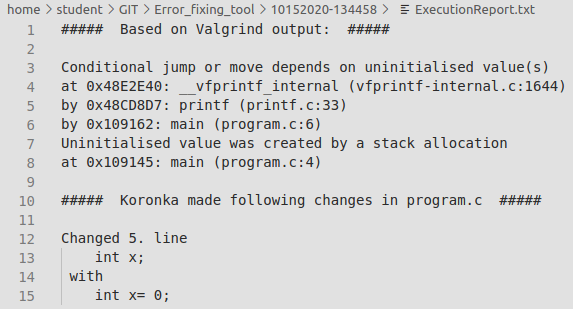 home > student > GIT > Error_fixing_tool > 10152020-134458 > ExecutionReport.txt
1 ##### Based on Valgrind output: #####
2
3 Conditional jump or move depends on uninitialised value(s)
4 at 0x48E2E40: __vfprintf_internal (vfprintf-internal.c:1644)
5 by 0x48CD8D7: printf (printf.c:33)
6 by 0x109162: main (program.c:6)
7 Uninitialised value was created by a stack allocation
8 at 0x109145: main (program.c:4)
9
10 ##### Koronka made following changes in program.c #####
11
12 Changed 5. line
13 int x;
14 with
15 int x= 0;